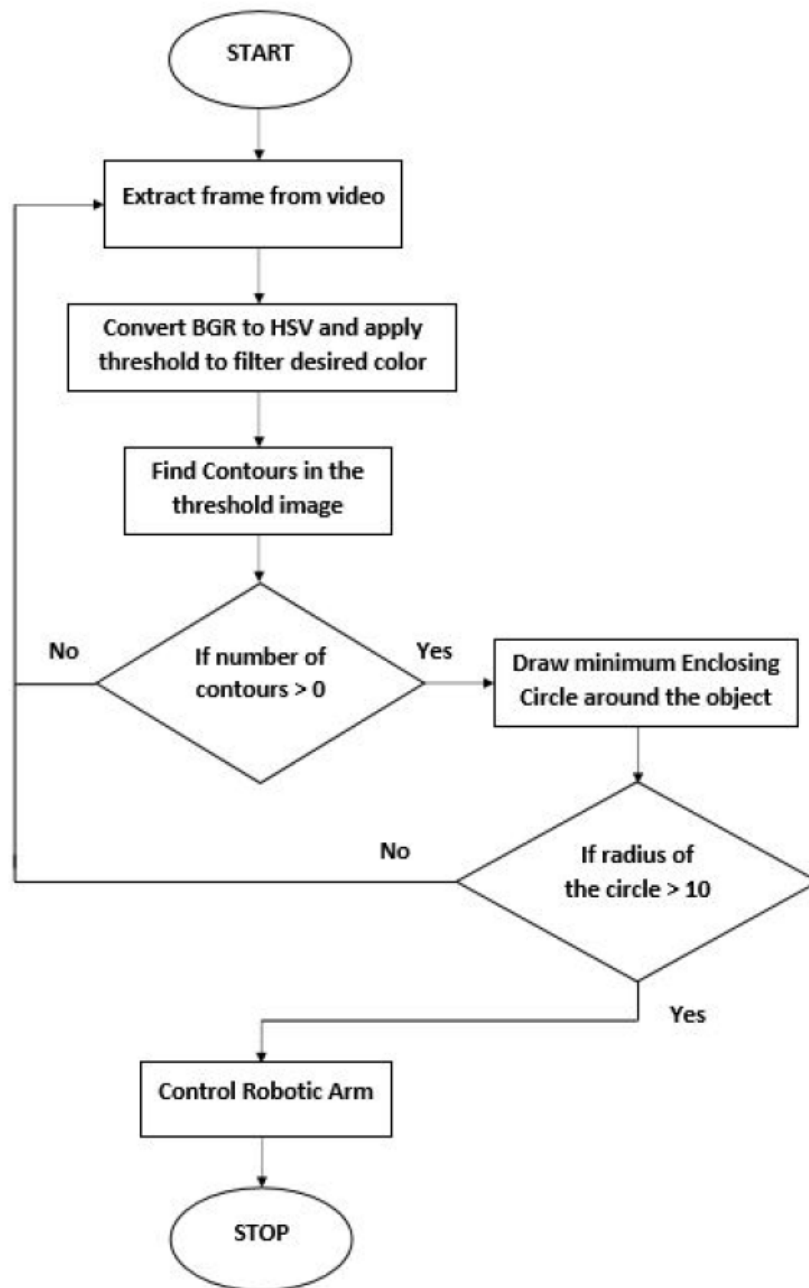 START
Extract frame from video
Convert BGR to HSV and apply
threshold to filter desired color
Find Contours in the
threshold image
If number of
contours > 0
No
Yes
Draw minimum Enclosing
Circle around the object
If radius of
the circle > 10
No
Yes
Control Robotic Arm
STOP